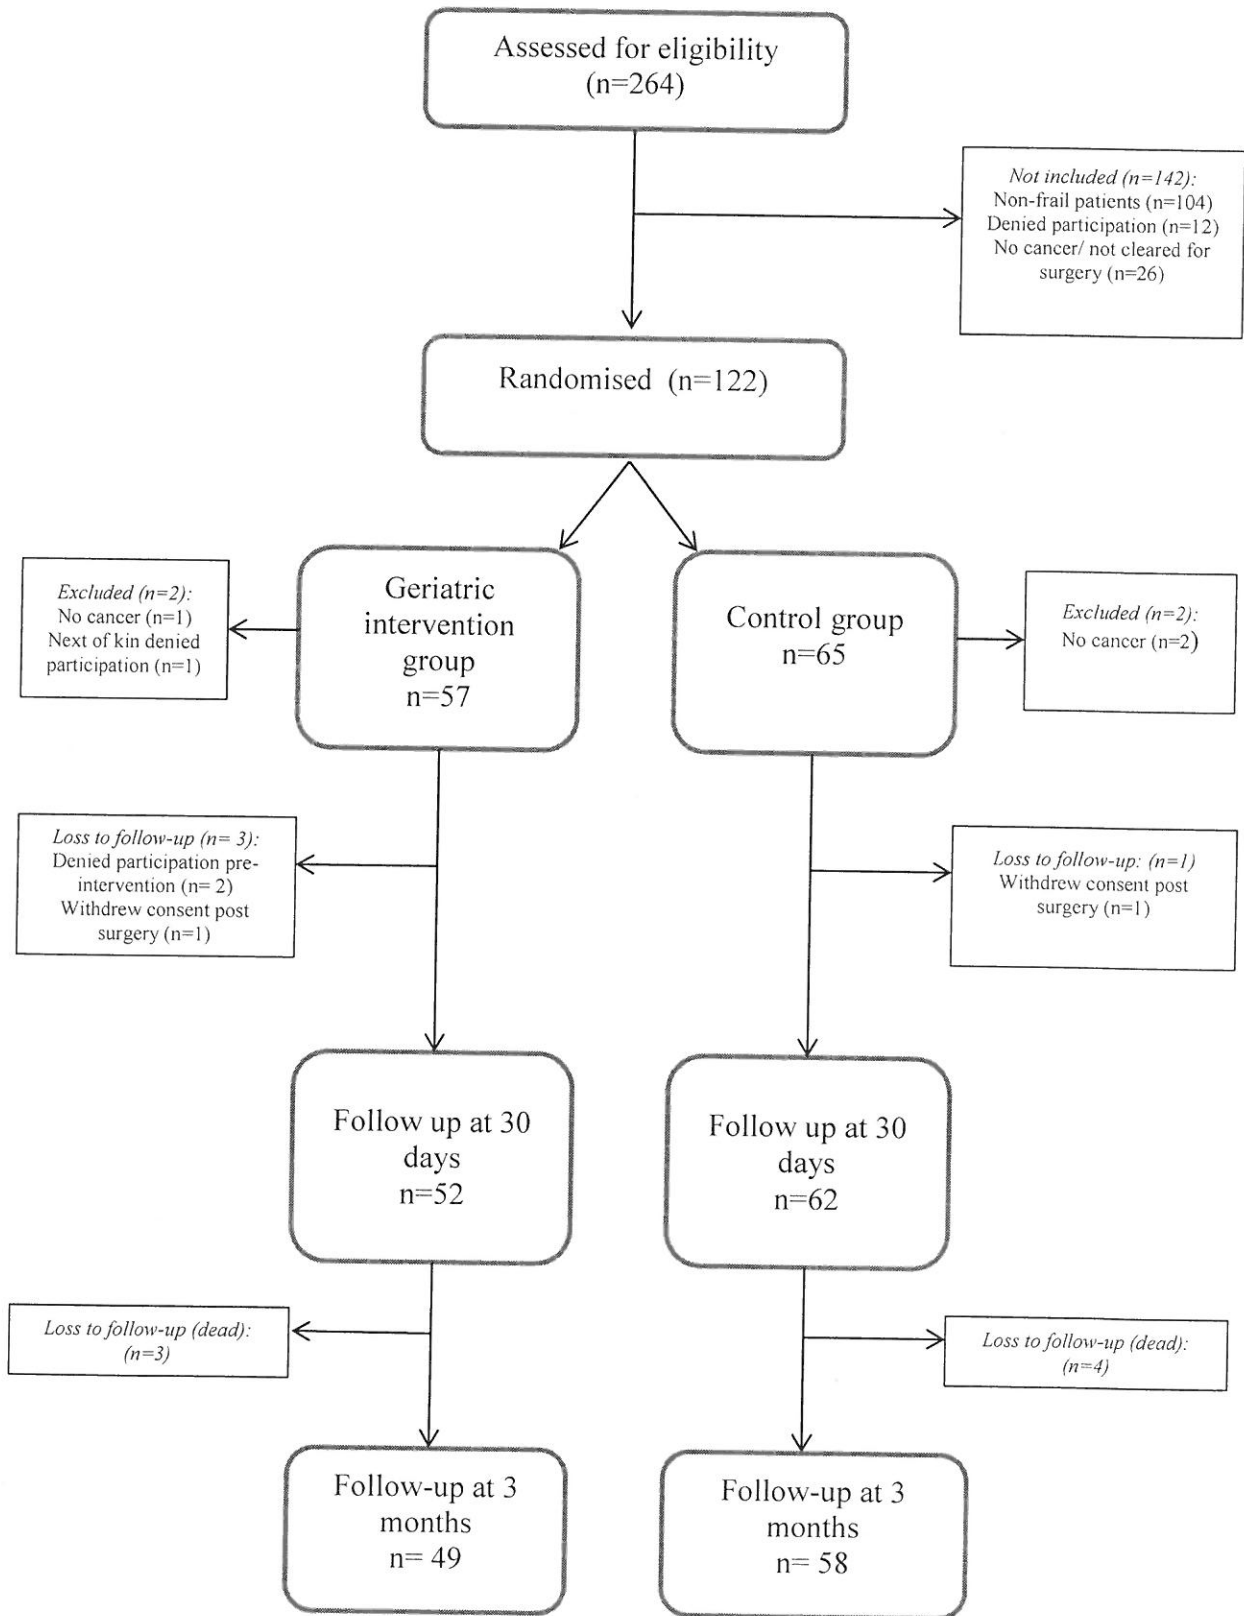 Assessed for eligibility
(n=264)
Not included (n=142):
Non-frail patients (n=104)
Denied participation (n=12)
No cancer/ not cleared for
surgery (n=26)
Randomised (n=122)
Excluded (n=2):
No cancer (n=1)
Next of kin denied
participation (n=1)
Geriatric
intervention
group
n=57
Control group
n=65
Excluded (n=2):
No cancer (n=2)
Loss to follow-up (n= 3):
Denied participation pre-
intervention (n= 2)
Withdrew consent post
surgery (n=1)
Loss to follow-up: (n=1)
Withdrew consent post
surgery (n=1)
Follow up at 30
days
n=52
Follow up at 30
days
n=62
Loss to follow-up (dead):
(n=3)
Loss to follow-up (dead):
(n=4)
Follow-up at 3
months
n= 49
Follow-up at 3
months
n= 58